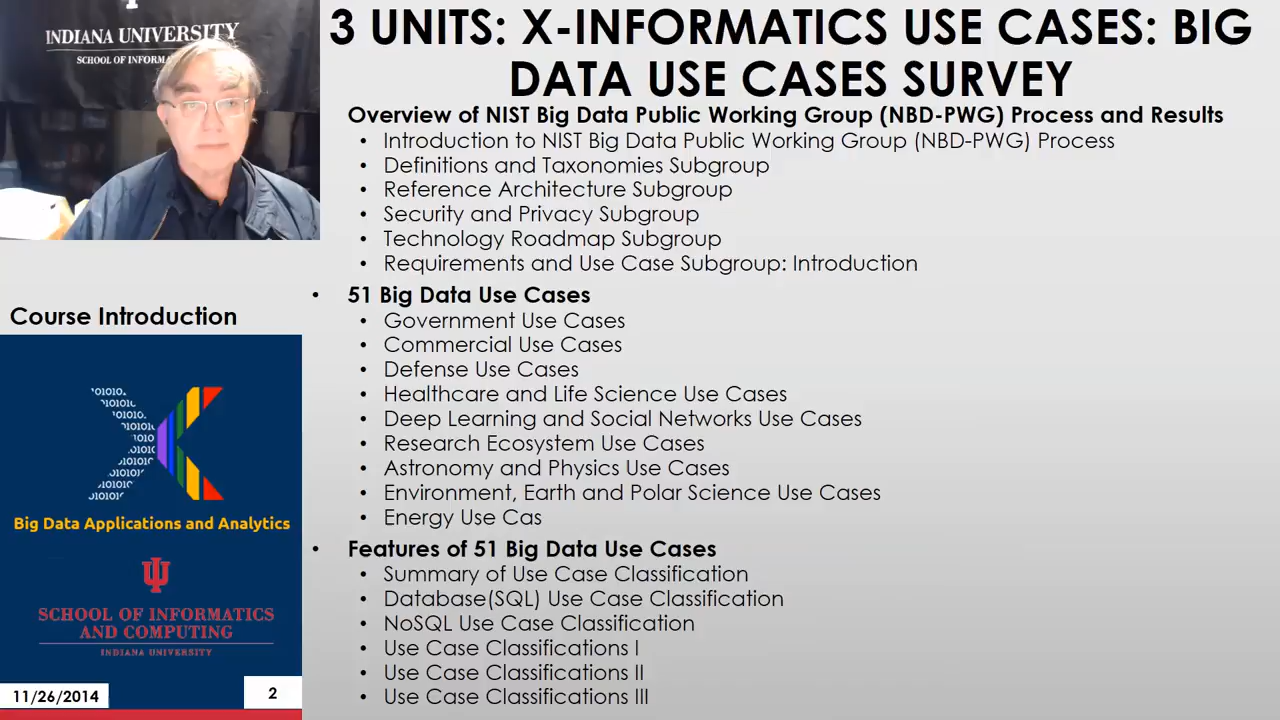 INDIANA UNIVERSITY
SCHOOL OF INFORMA
3 UNITS: X-INFORMATICS USE CASES: BIG
DATA USE CASES SURVEY
Overview of NIST Big Data Public Working Group (NBD-PWG) Process and Results
• Introduction to NIST Big Data Public Working Group (NBD-PWG) Process
• Definitions and Taxonomies Subgroup
• Reference Architecture Subgroup
• Security and Privacy Subgroup
• Technology Roadmap Subgroup
• Requirements and Use Case Subgroup: Introduction
• 51 Big Data Use Cases
• Government Use Cases
• Commercial Use Cases
• Defense Use Cases
• Healthcare and Life Science Use Cases
• Deep Learning and Social Networks Use Cases
• Research Ecosystem Use Cases
• Astronomy and Physics Use Cases
• Environment, Earth and Polar Science Use Cases
• Energy Use Cas
• Features of 51 Big Data Use Cases
• Summary of Use Case Classification
• Database(SQL) Use Case Classification
• NoSQL Use Case Classification
• Use Case Classifications I
• Use Case Classifications II
• Use Case Classifications III
Course Introduction
Big Data Applications and Analytics
SCHOOL OF INFORMATICS
AND COMPUTING
INDIANA UNIVERSITY
11/26/2014
2